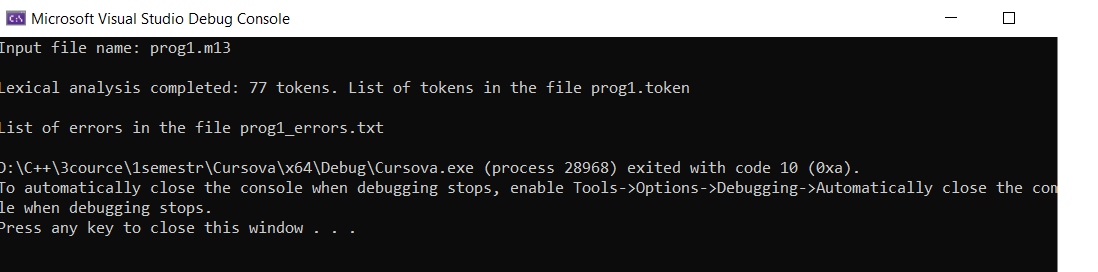 Microsoft Visual Studio Debug Console
Input file name: prog1.m13
Lexical analysis completed: 77 tokens. List of tokens in the file prog1.token
List of errors in the file prog1_errors.txt
D:\C++\3cource\1semestr\Cursova\x64\Debug\Cursova.exe (process 28968) exited with code 10 (0xa).
To automatically close the console when debugging stops, enable Tools->Options->Debugging->Automatically close the con
le when debugging stops.
Press any key to close this window . . .